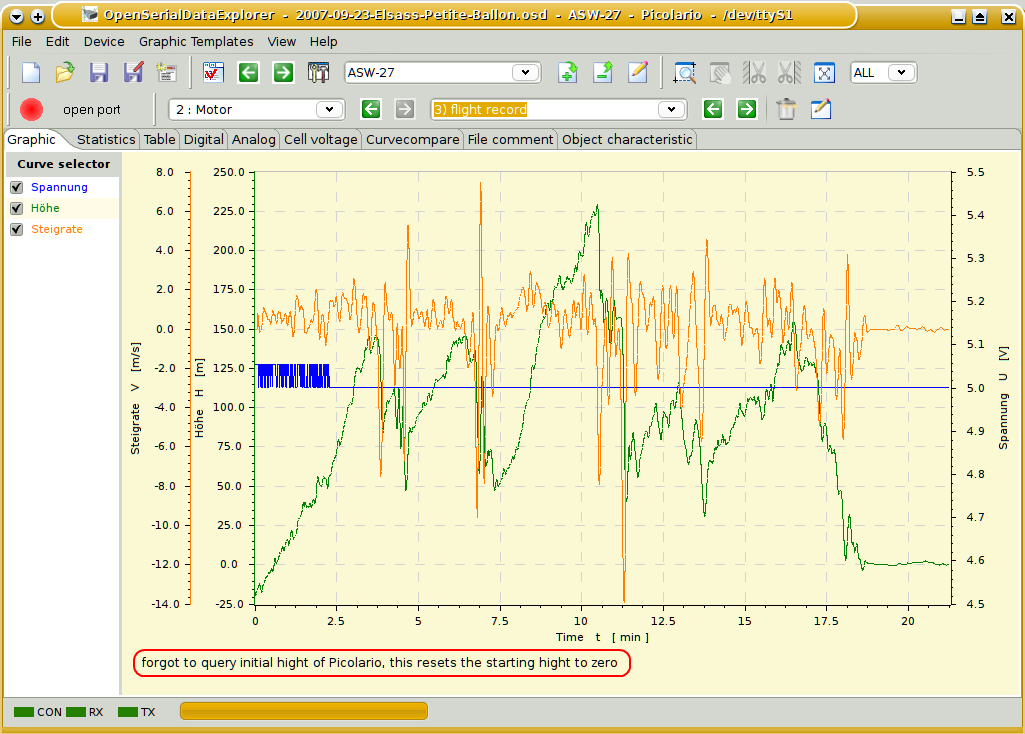 OpenSerialDataExplorer - 2007-09-23-Elsass-Petite-Ballon.osd - ASW-27 - Picolario - /dev/ttyS1
File Edit Device Graphic Templates View Help
ASW-27 ALL
open port 2 : Motor 3) flight record
Graphic Statistics Table Digital Analog Cell voltage Curvecompare File comment Object characteristic
Curve selector
Spannung
Höhe
Steigrate
8.0 250.0 5.5
6.0 225.0 5.4
4.0 200.0 5.3
2.0 175.0 5.2
0.0 150.0 5.1
-2.0 125.0 5.0
-4.0 100.0 4.9
-6.0 75.0 4.8
-8.0 50.0 4.7
-10.0 25.0 4.6
-12.0 0.0 4.5
-14.0 -25.0
Steigrate V [m/s]
Höhe H [m]
Spannung U [V]
0 2.5 5 7.5 10 12.5 15 17.5 20
Time t [ min ]
forgot to query initial hight of Picolario, this resets the starting hight to zero
CON RX TX